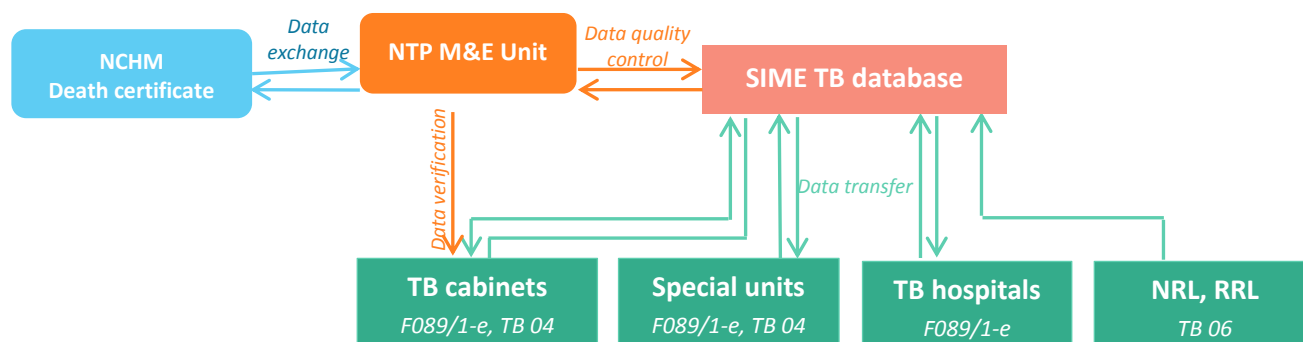 Data
exchange
NCHM
Death certificate
NTP M&E Unit
Data quality
control
SIME TB database
Data verification
Data transfer
TB cabinets
F089/1-e, TB 04
Special units
F089/1-e, TB 04
TB hospitals
F089/1-e
NRL, RRL
TB 06